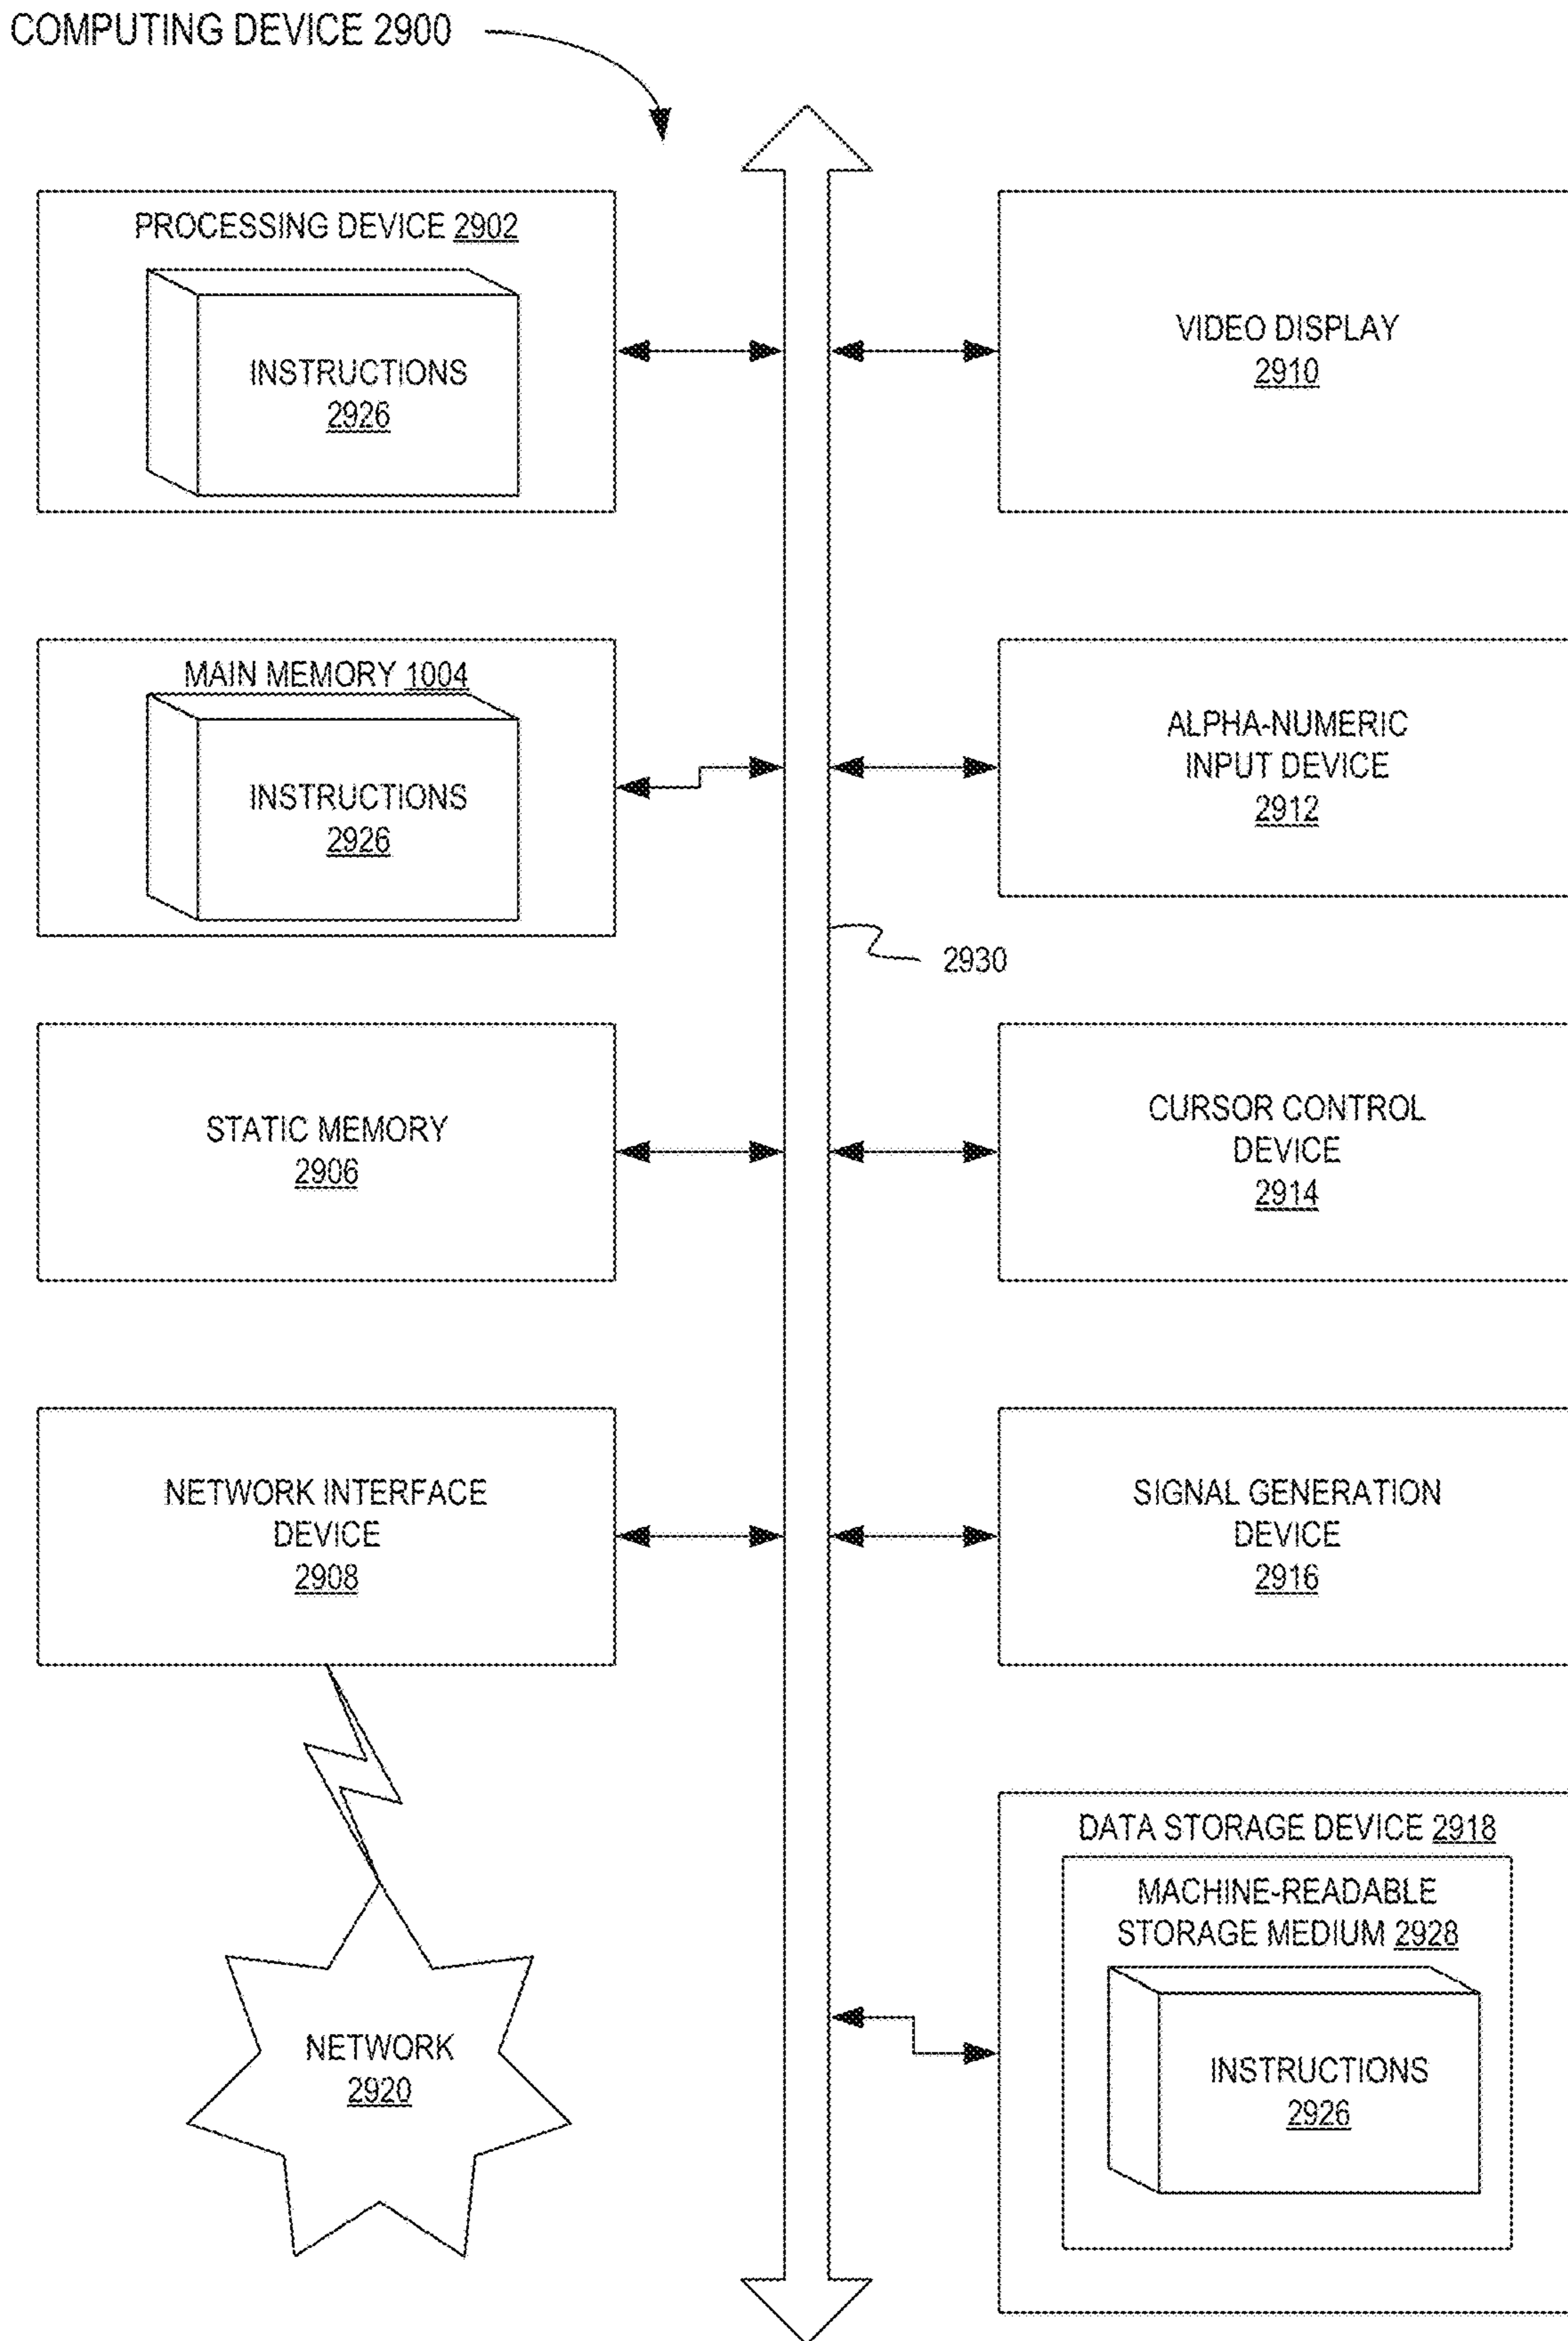 COMPUTING DEVICE 2900
PROCESSING DEVICE 2902
INSTRUCTIONS
2926
VIDEO DISPLAY
2910
MAIN MEMORY 1004
INSTRUCTIONS
2926
ALPHA-NUMERIC
INPUT DEVICE
2912
2930
STATIC MEMORY
2906
CURSOR CONTROL
DEVICE
2914
NETWORK INTERFACE
DEVICE
2908
SIGNAL GENERATION
DEVICE
2916
NETWORK
2920
DATA STORAGE DEVICE 2918
MACHINE-READABLE
STORAGE MEDIUM 2928
INSTRUCTIONS
2926